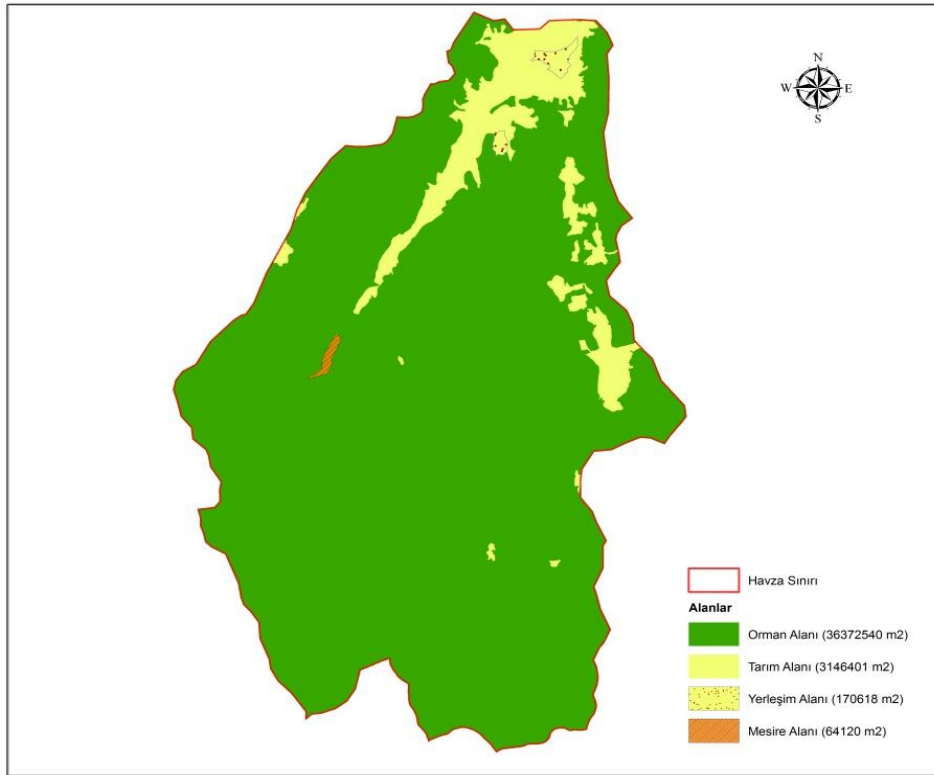 N
W E
S
Havza Sınırı
Alanlar
Orman Alanı (36372540 m2)
Tarım Alanı (3146401 m2)
Yerleşim Alanı (170618 m2)
Mesire Alanı (64120 m2)